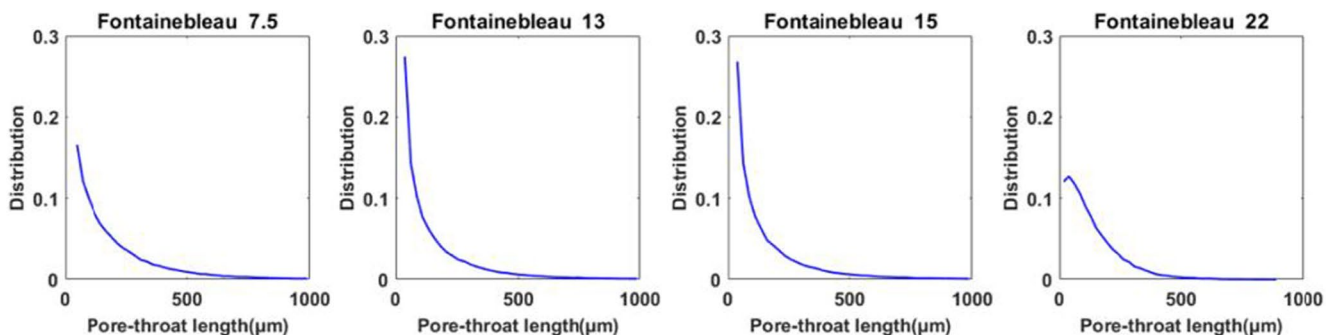 Fontainebleau 7.5
Fontainebleau 13
Fontainebleau 15
Fontainebleau 22
0.3
0.2
0.1
0
Distribution
0
500
1000
Pore-throat length(μm)
0.3
0.2
0.1
0
Distribution
0
500
1000
Pore-throat length(μm)
0.3
0.2
0.1
0
Distribution
0
500
1000
Pore-throat length(μm)
0.3
0.2
0.1
0
Distribution
0
500
1000
Pore-throat length(μm)